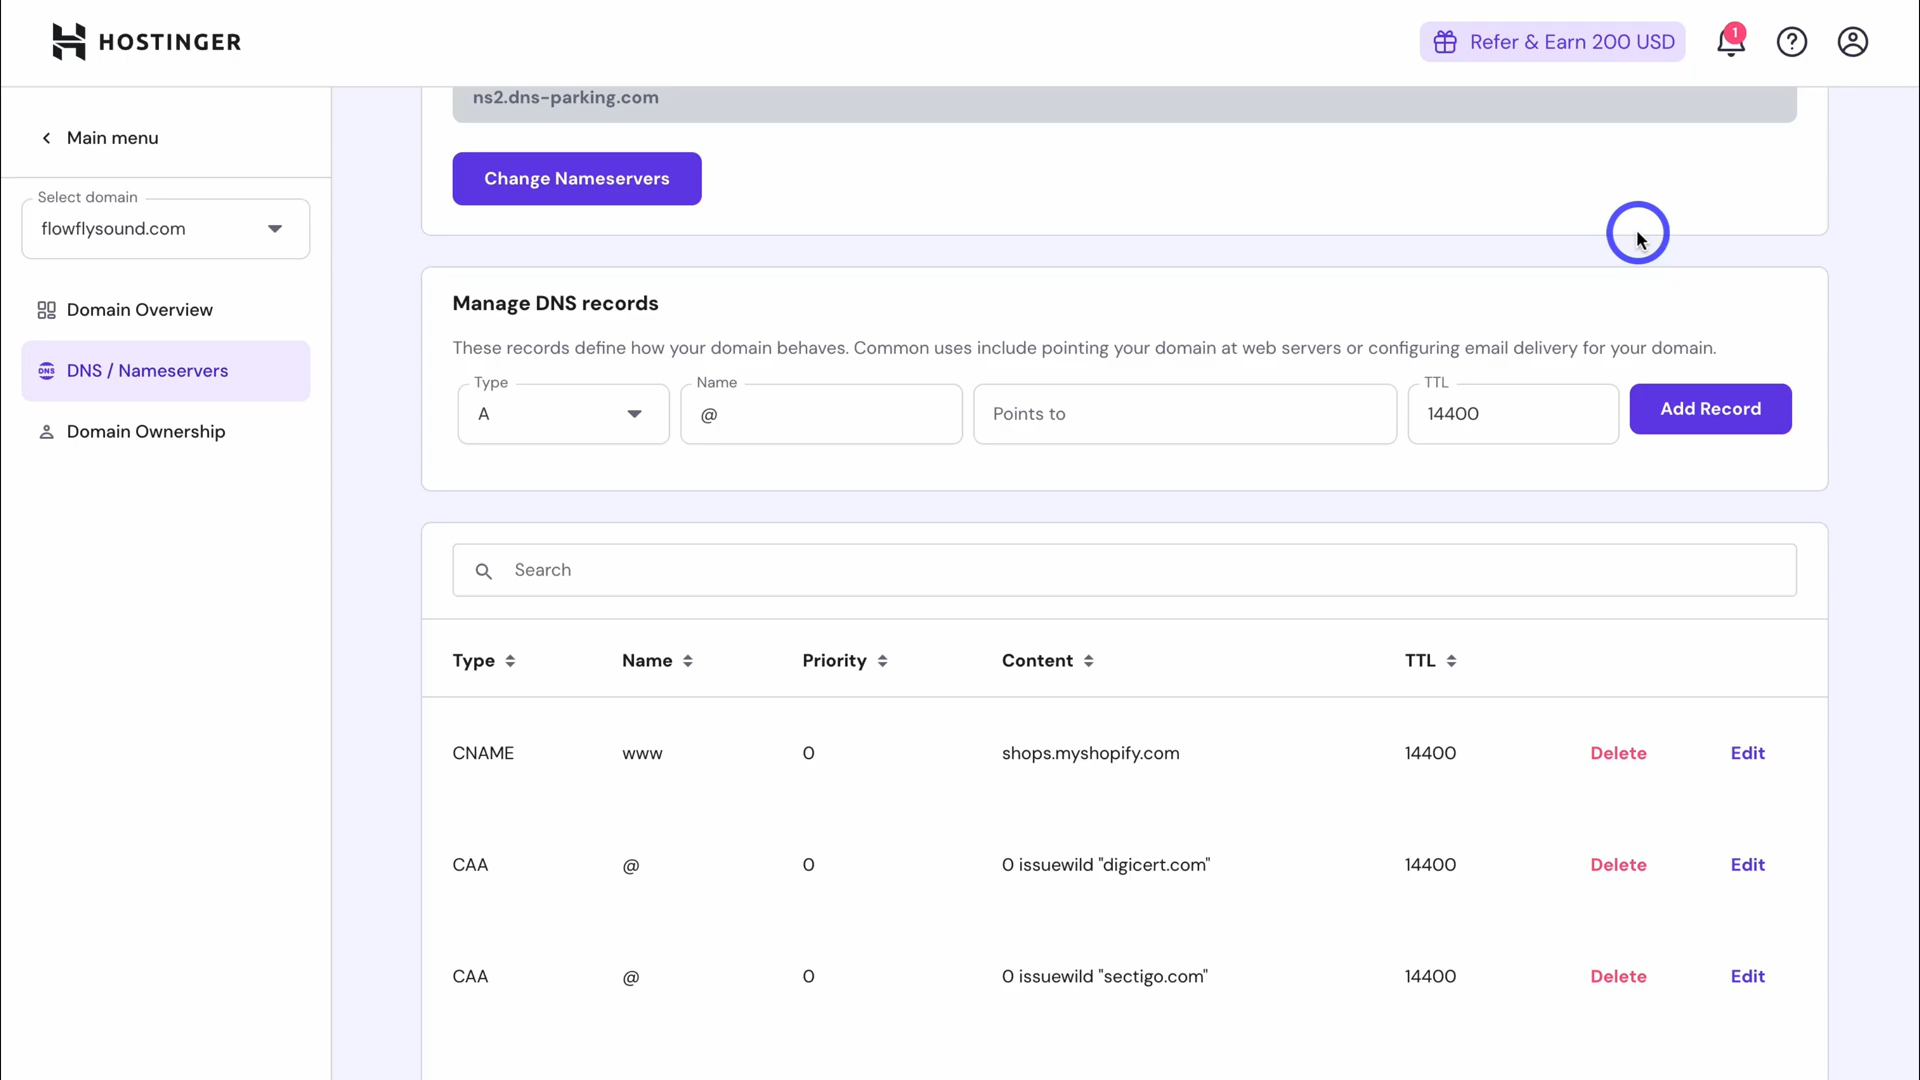 HOSTINGER
Refer & Earn 200 USD
1
ns2.dns-parking.com
Main menu
Change Nameservers
Select domain
flowflysound.com
Domain Overview
DNS
DNS / Nameservers
Domain Ownership
Manage DNS records
These records define how your domain behaves. Common uses include pointing your domain at web servers or configuring email delivery for your domain.
Type
A
Name
@
Points to
TTL
14400
Add Record
Search
Type Name Priority Content TTL
CNAME www 0 shops.myshopify.com 14400 Delete Edit
CAA @ 0 0 issuewild "digicert.com" 14400 Delete Edit
CAA @ 0 0 issuewild "sectigo.com" 14400 Delete Edit